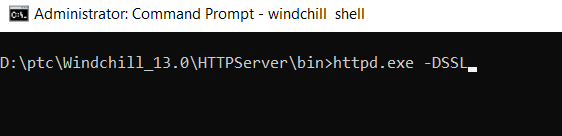 Administrator: Command Prompt - windchill  shell
D:\ptc\Windchill_13.0\HTTPServer\bin>httpd.exe -DSSL